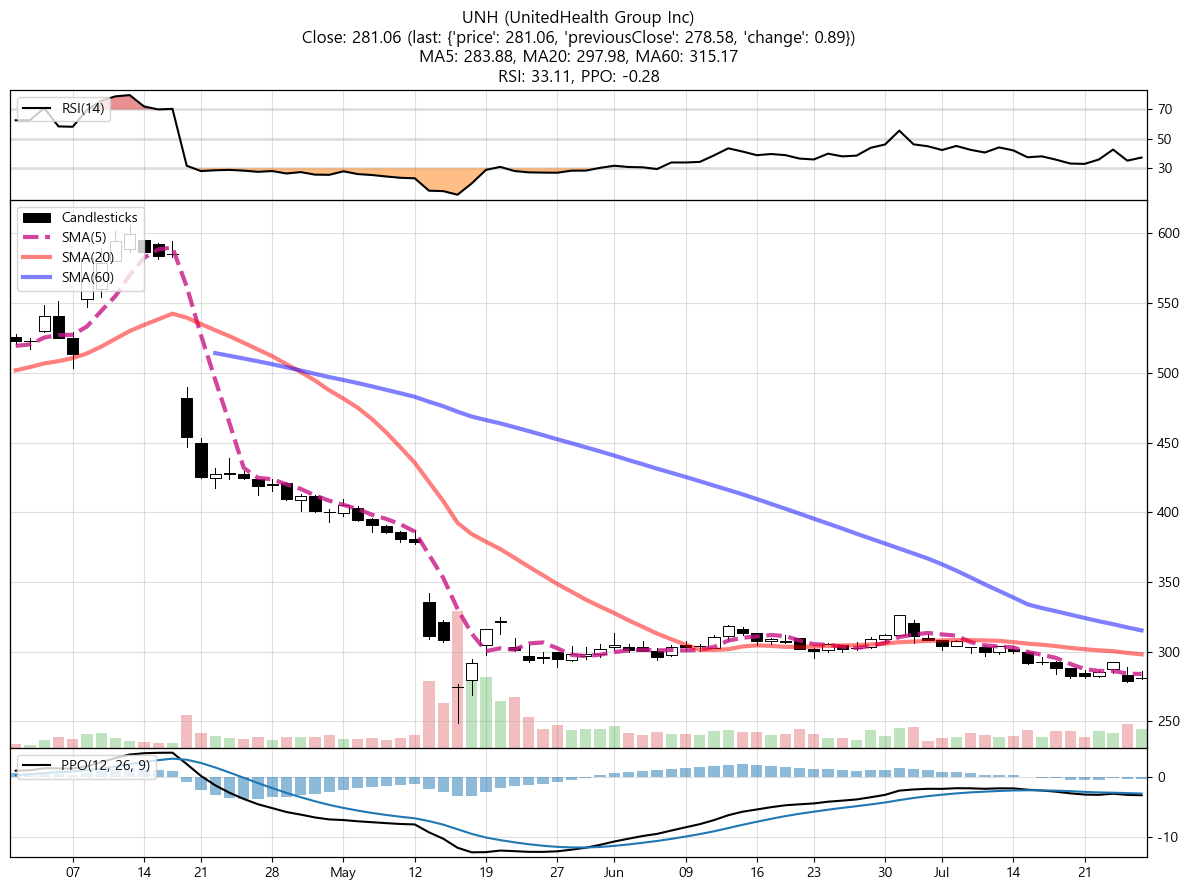 UNH (UnitedHealth Group Inc)
Close: 281.06 (last: {'price': 281.06, 'previousClose': 278.58, 'change': 0.89})
MA5: 283.88, MA20: 297.98, MA60: 315.17
RSI: 33.11, PPO: -0.28
RSI(14)
70
50
30
Candlesticks
SMA(5)
SMA(20)
SMA(60)
600
550
500
450
400
350
300
250
PPO(12, 26, 9)
0
-10
07 14 21 28 May 12 19 27 Jun 09 16 23 30 Jul 14 21